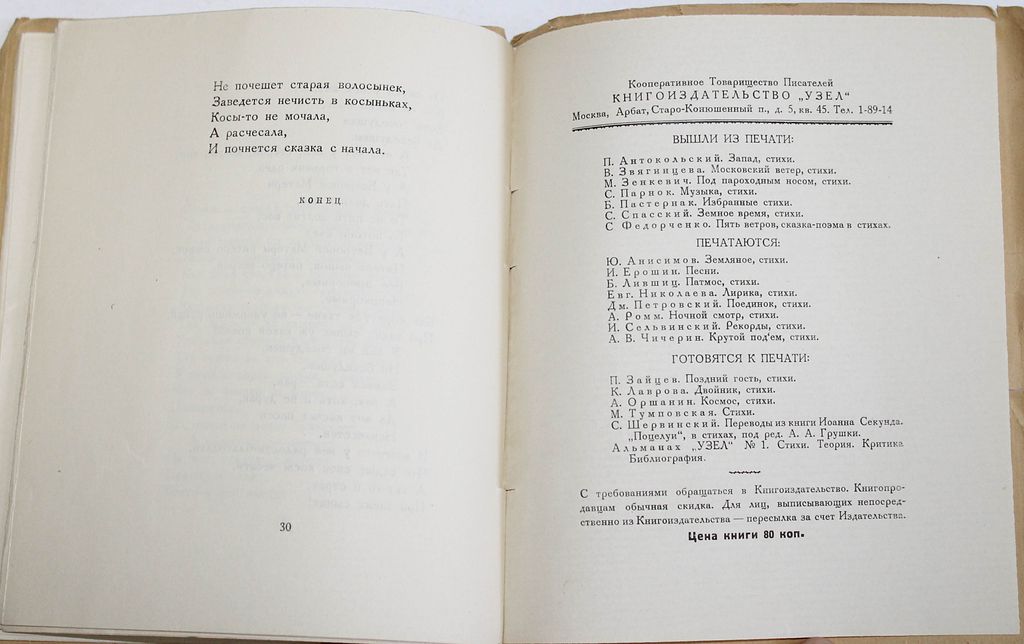 Не почешет старая волосынек,
Заведется нечисть в косыньках,
Косы-то не мочала,
А расчесала,
И почнется сказка с начала.
КОНЕЦ
30
Кооперативное Товарищество Писателей
КНИГОИЗДАТЕЛЬСТВО „УЗЕЛ“
Москва, Арбат, Старо-Конюшенный п., д. 5, кв. 45. Тел. 1-89-14
ВЫШЛИ ИЗ ПЕЧАТИ:
П. Антокольский. Запад, стихи.
В. Звягинцева. Московский ветер, стихи.
М. Зенкевич. Под пароходным носом, стихи.
С. Парнок. Музыка, стихи.
Б. Пастернак. Избранные стихи.
С. Спасский. Земное время, стихи.
С Федорченко. Пять ветров, сказка-поэма в стихах.
ПЕЧАТАЮТСЯ:
Ю. Анисимов. Земляное, стихи.
И. Ерошин. Песни.
Б. Лившиц. Патмос, стихи.
Евг. Николаева. Лирика, стихи.
Дм. Петровский. Поединок, стихи.
А. Ромм. Ночной смотр, стихи.
И. Сельвинский. Рекорды, стихи.
А. В. Чичерин. Крутой под'ем, стихи.
ГОТОВЯТСЯ К ПЕЧАТИ:
П. Зайцев. Поздний гость, стихи.
К. Лаврова. Двойник, стихи.
А. Оршанин. Космос, стихи.
М. Тумповская. Стихи.
С. Шервинский. Переводы из книги Иоанна Секунда.
„Поцелуи“, в стихах, под ред. А. А. Грушки.
Альманах „УЗЕЛ“ № 1. Стихи. Теория. Критика
Библиография.
С требованиями обращаться в Книгоиздательство. Книгопро-
давцам обычная скидка. Для лиц, выписывающих непосред-
ственно из Книгоиздательства — пересылка за счет Издательства.
Цена книги 80 коп.